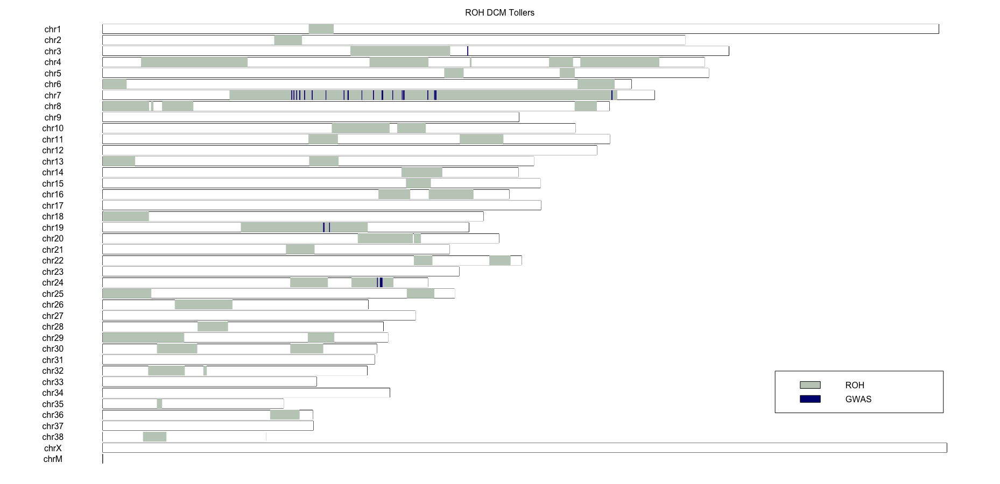 ROH DCM Tollers
chr1
chr2
chr3
chr4
chr5
chr6
chr7
chr8
chr9
chr10
chr11
chr12
chr13
chr14
chr15
chr16
chr17
chr18
chr19
chr20
chr21
chr22
chr23
chr24
chr25
chr26
chr27
chr28
chr29
chr30
chr31
chr32
chr33
chr34
chr35
chr36
chr37
chr38
chrX
chrM
ROH
GWAS